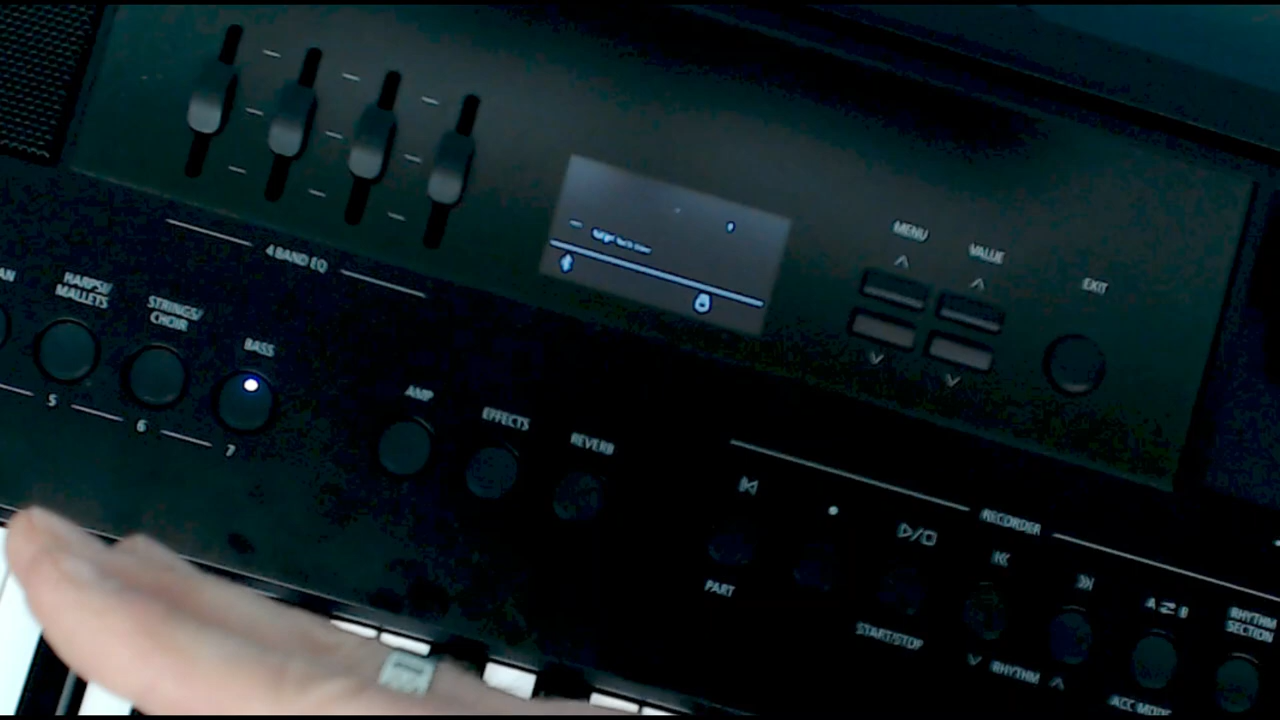 MENU
VALUE
EXIT
4 BAND EQ
HARPSI/
MALLETS
STRINGS/
CHOIR
BASS
5
6
7
AMP
EFFECTS
REVERB
RECORDER
PART
START/STOP
RHYTHM
A ⇄ B
ACC MODE
RHYTHM
SECTION